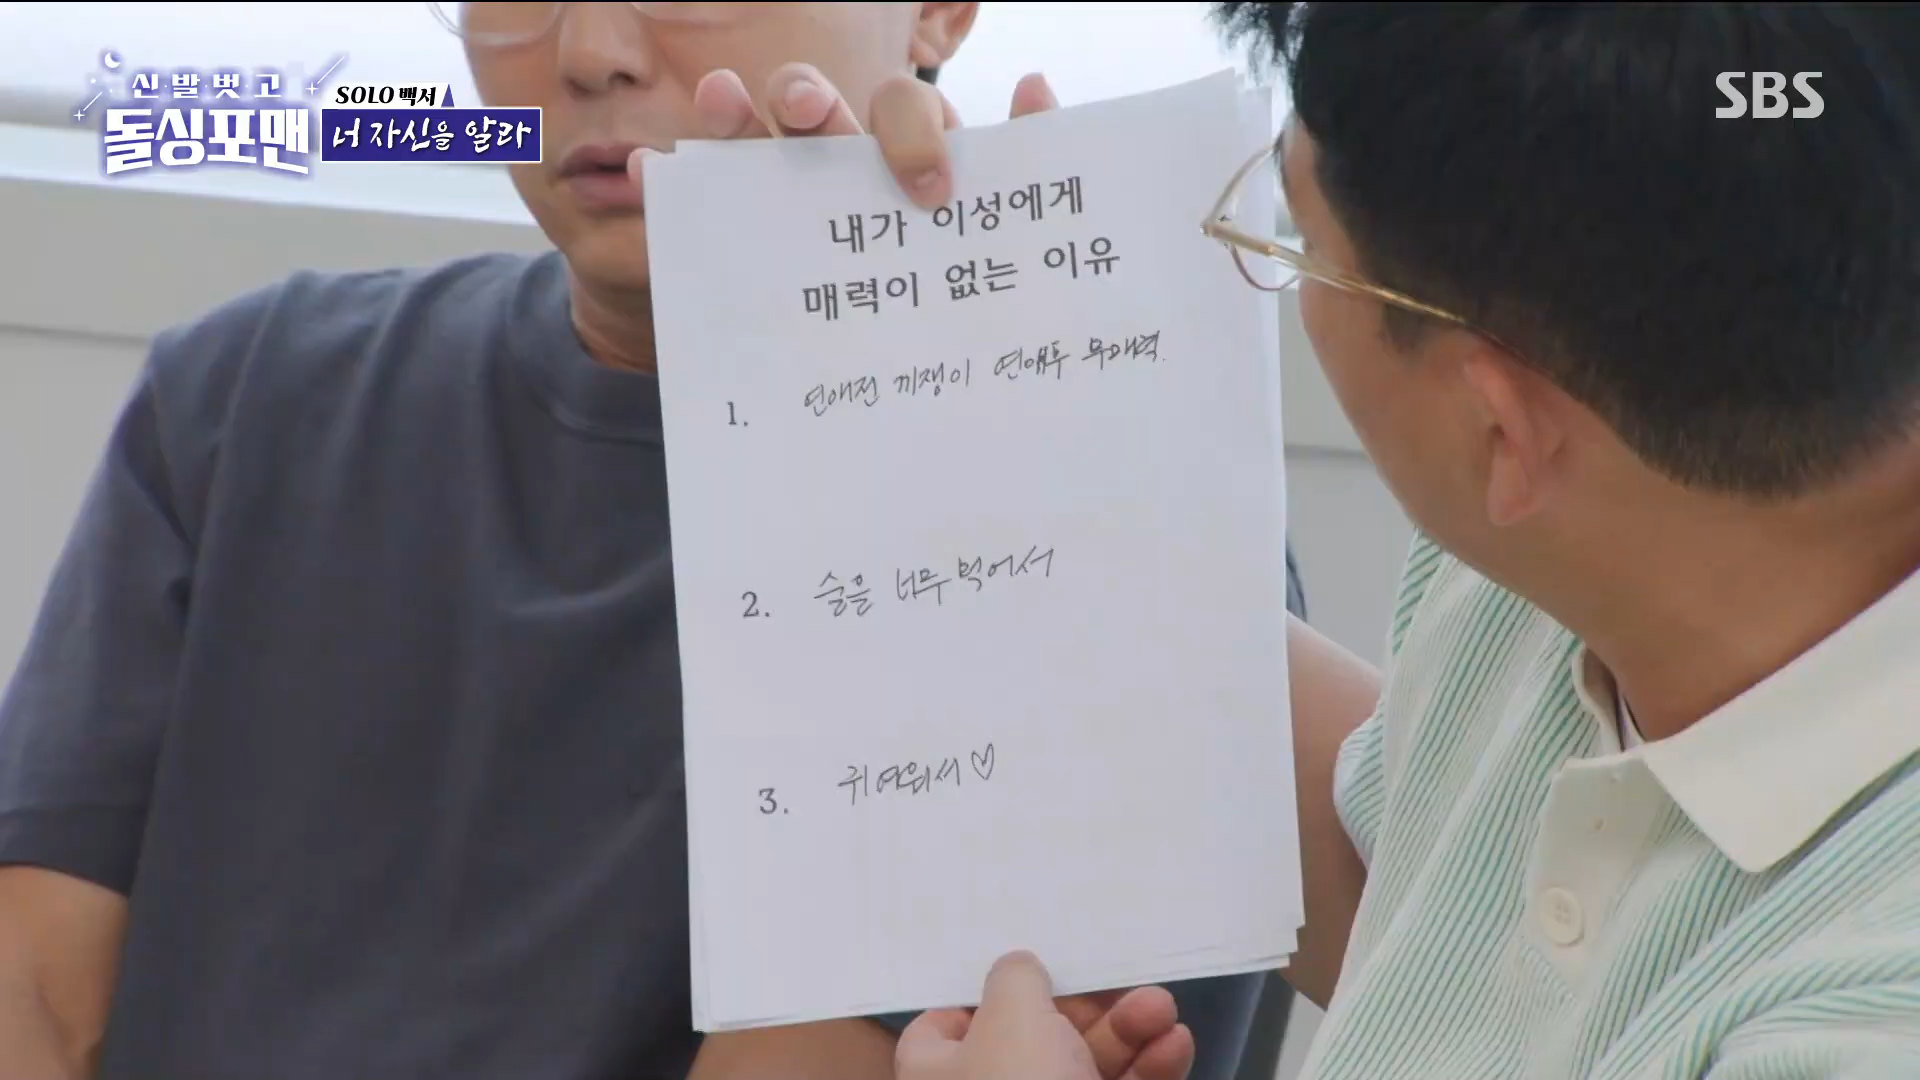 신·발·벗·고
돌싱포맨
SOLO 백서
너 자신을 알라
SBS
내가 이성에게
매력이 없는 이유
1. 연애전 끼쟁이 연애후 무매력.
2. 술을 너무 먹어서
3. 귀여워서♡